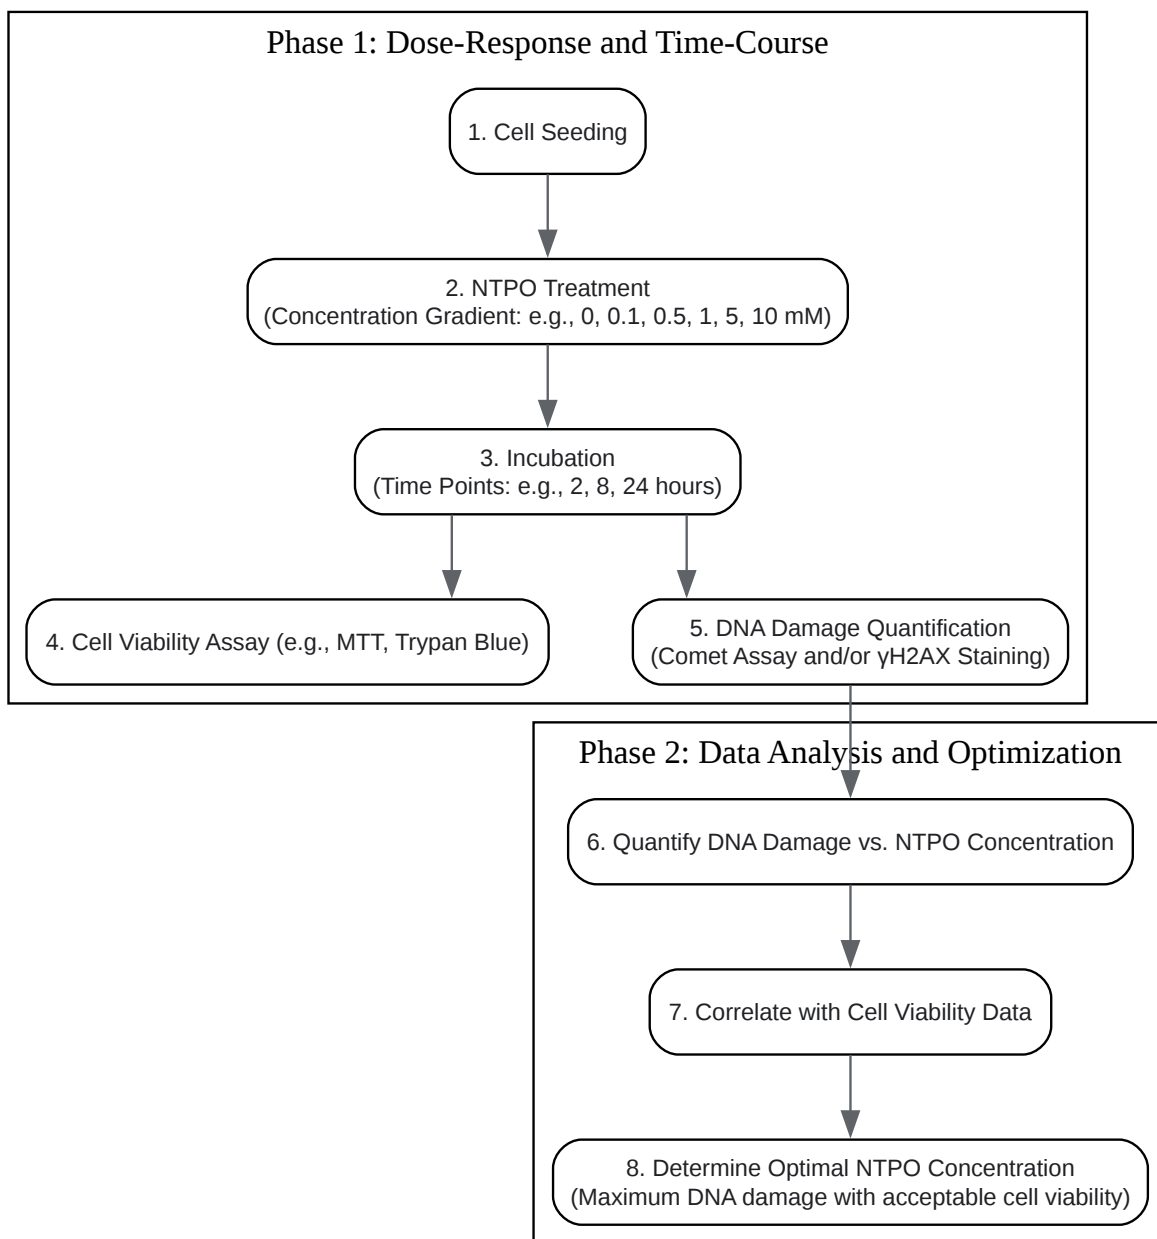 Phase 1: Dose-Response and Time-Course
1. Cell Seeding
2. NTPO Treatment
(Concentration Gradient: e.g., 0, 0.1, 0.5, 1, 5, 10 mM)
3. Incubation
(Time Points: e.g., 2, 8, 24 hours)
4. Cell Viability Assay (e.g., MTT, Trypan Blue)
5. DNA Damage Quantification
(Comet Assay and/or γH2AX Staining)
Phase 2: Data Analysis and Optimization
6. Quantify DNA Damage vs. NTPO Concentration
7. Correlate with Cell Viability Data
8. Determine Optimal NTPO Concentration
(Maximum DNA damage with acceptable cell viability)